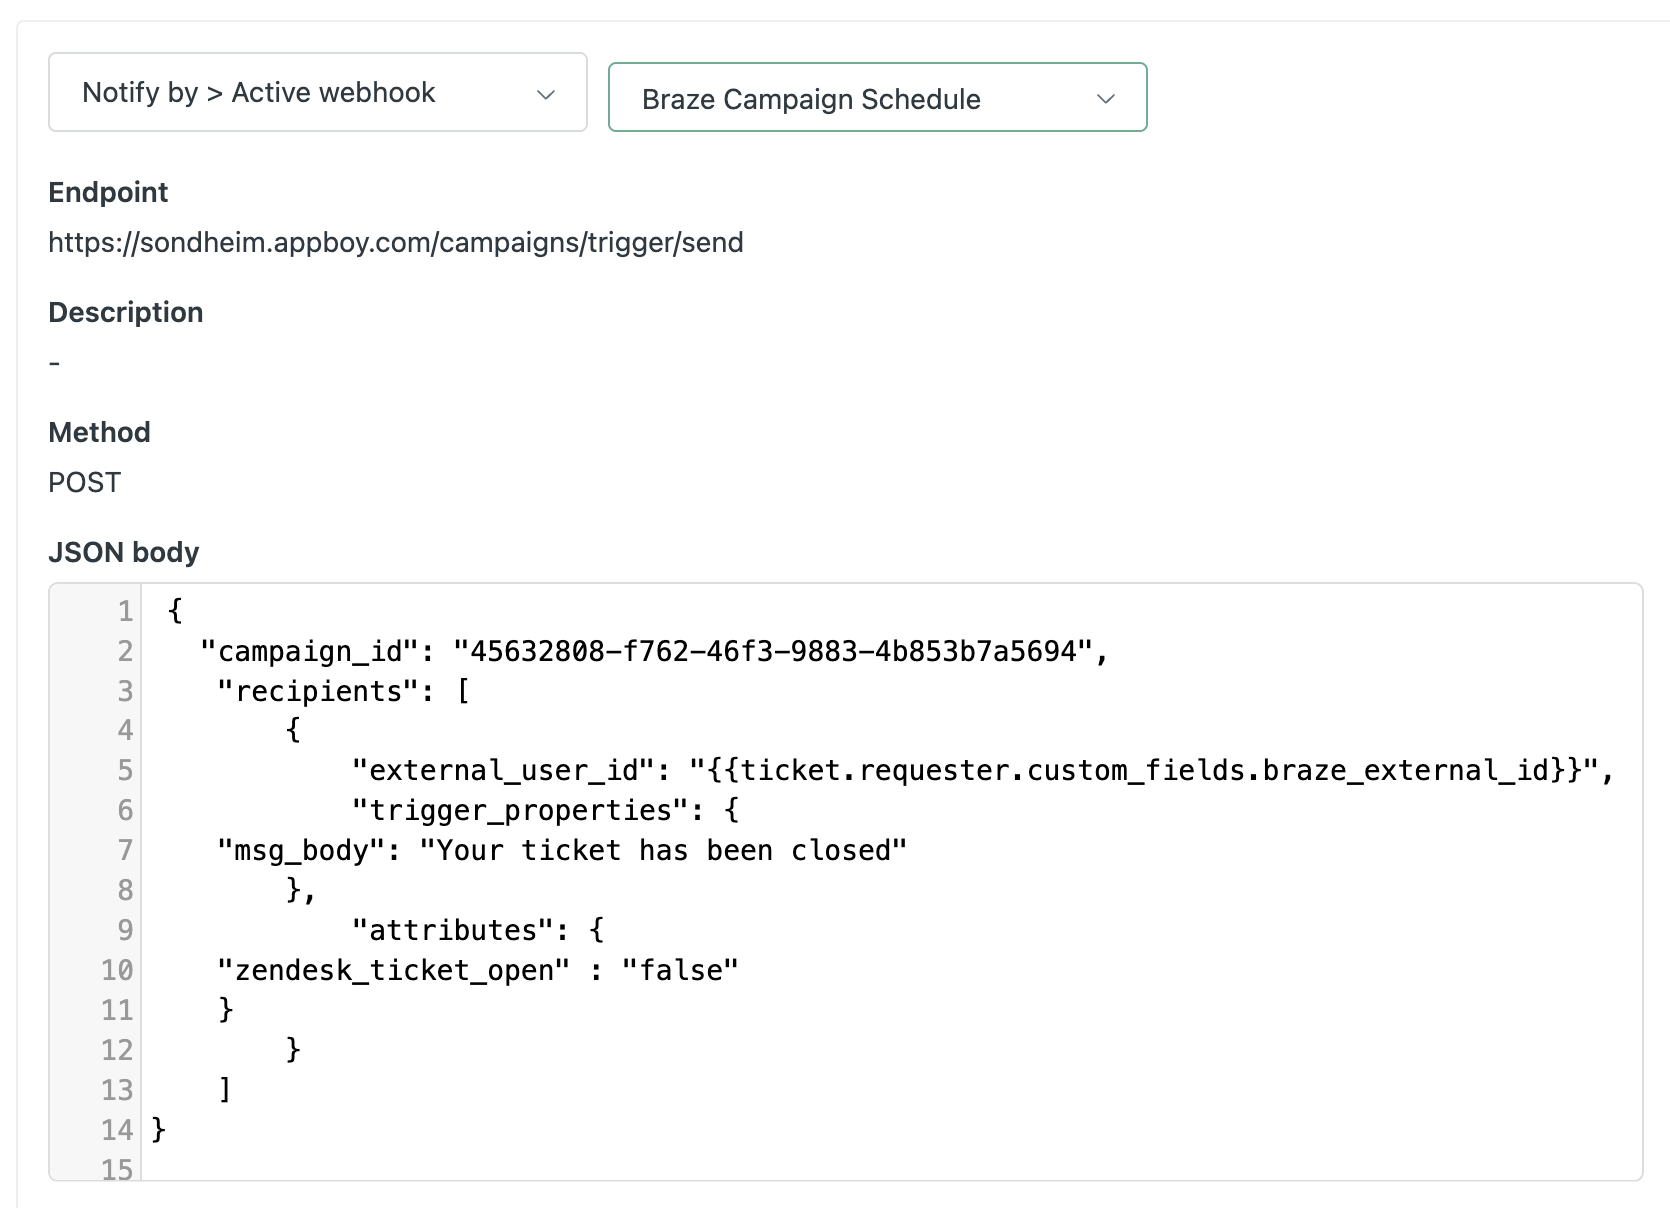 Notify by > Active webhook
Braze Campaign Schedule
Endpoint
https://sondheim.appboy.com/campaigns/trigger/send
Description
-
Method
POST
JSON body
1 {
2 "campaign_id": "45632808-f762-46f3-9883-4b853b7a5694",
3 "recipients": [
4 {
5 "external_user_id": "{{ticket.requester.custom_fields.braze_external_id}}",
6 "trigger_properties": {
7 "msg_body": "Your ticket has been closed"
8 },
9 "attributes": {
10 "zendesk_ticket_open" : "false"
11 }
12 }
13 ]
14 }
15